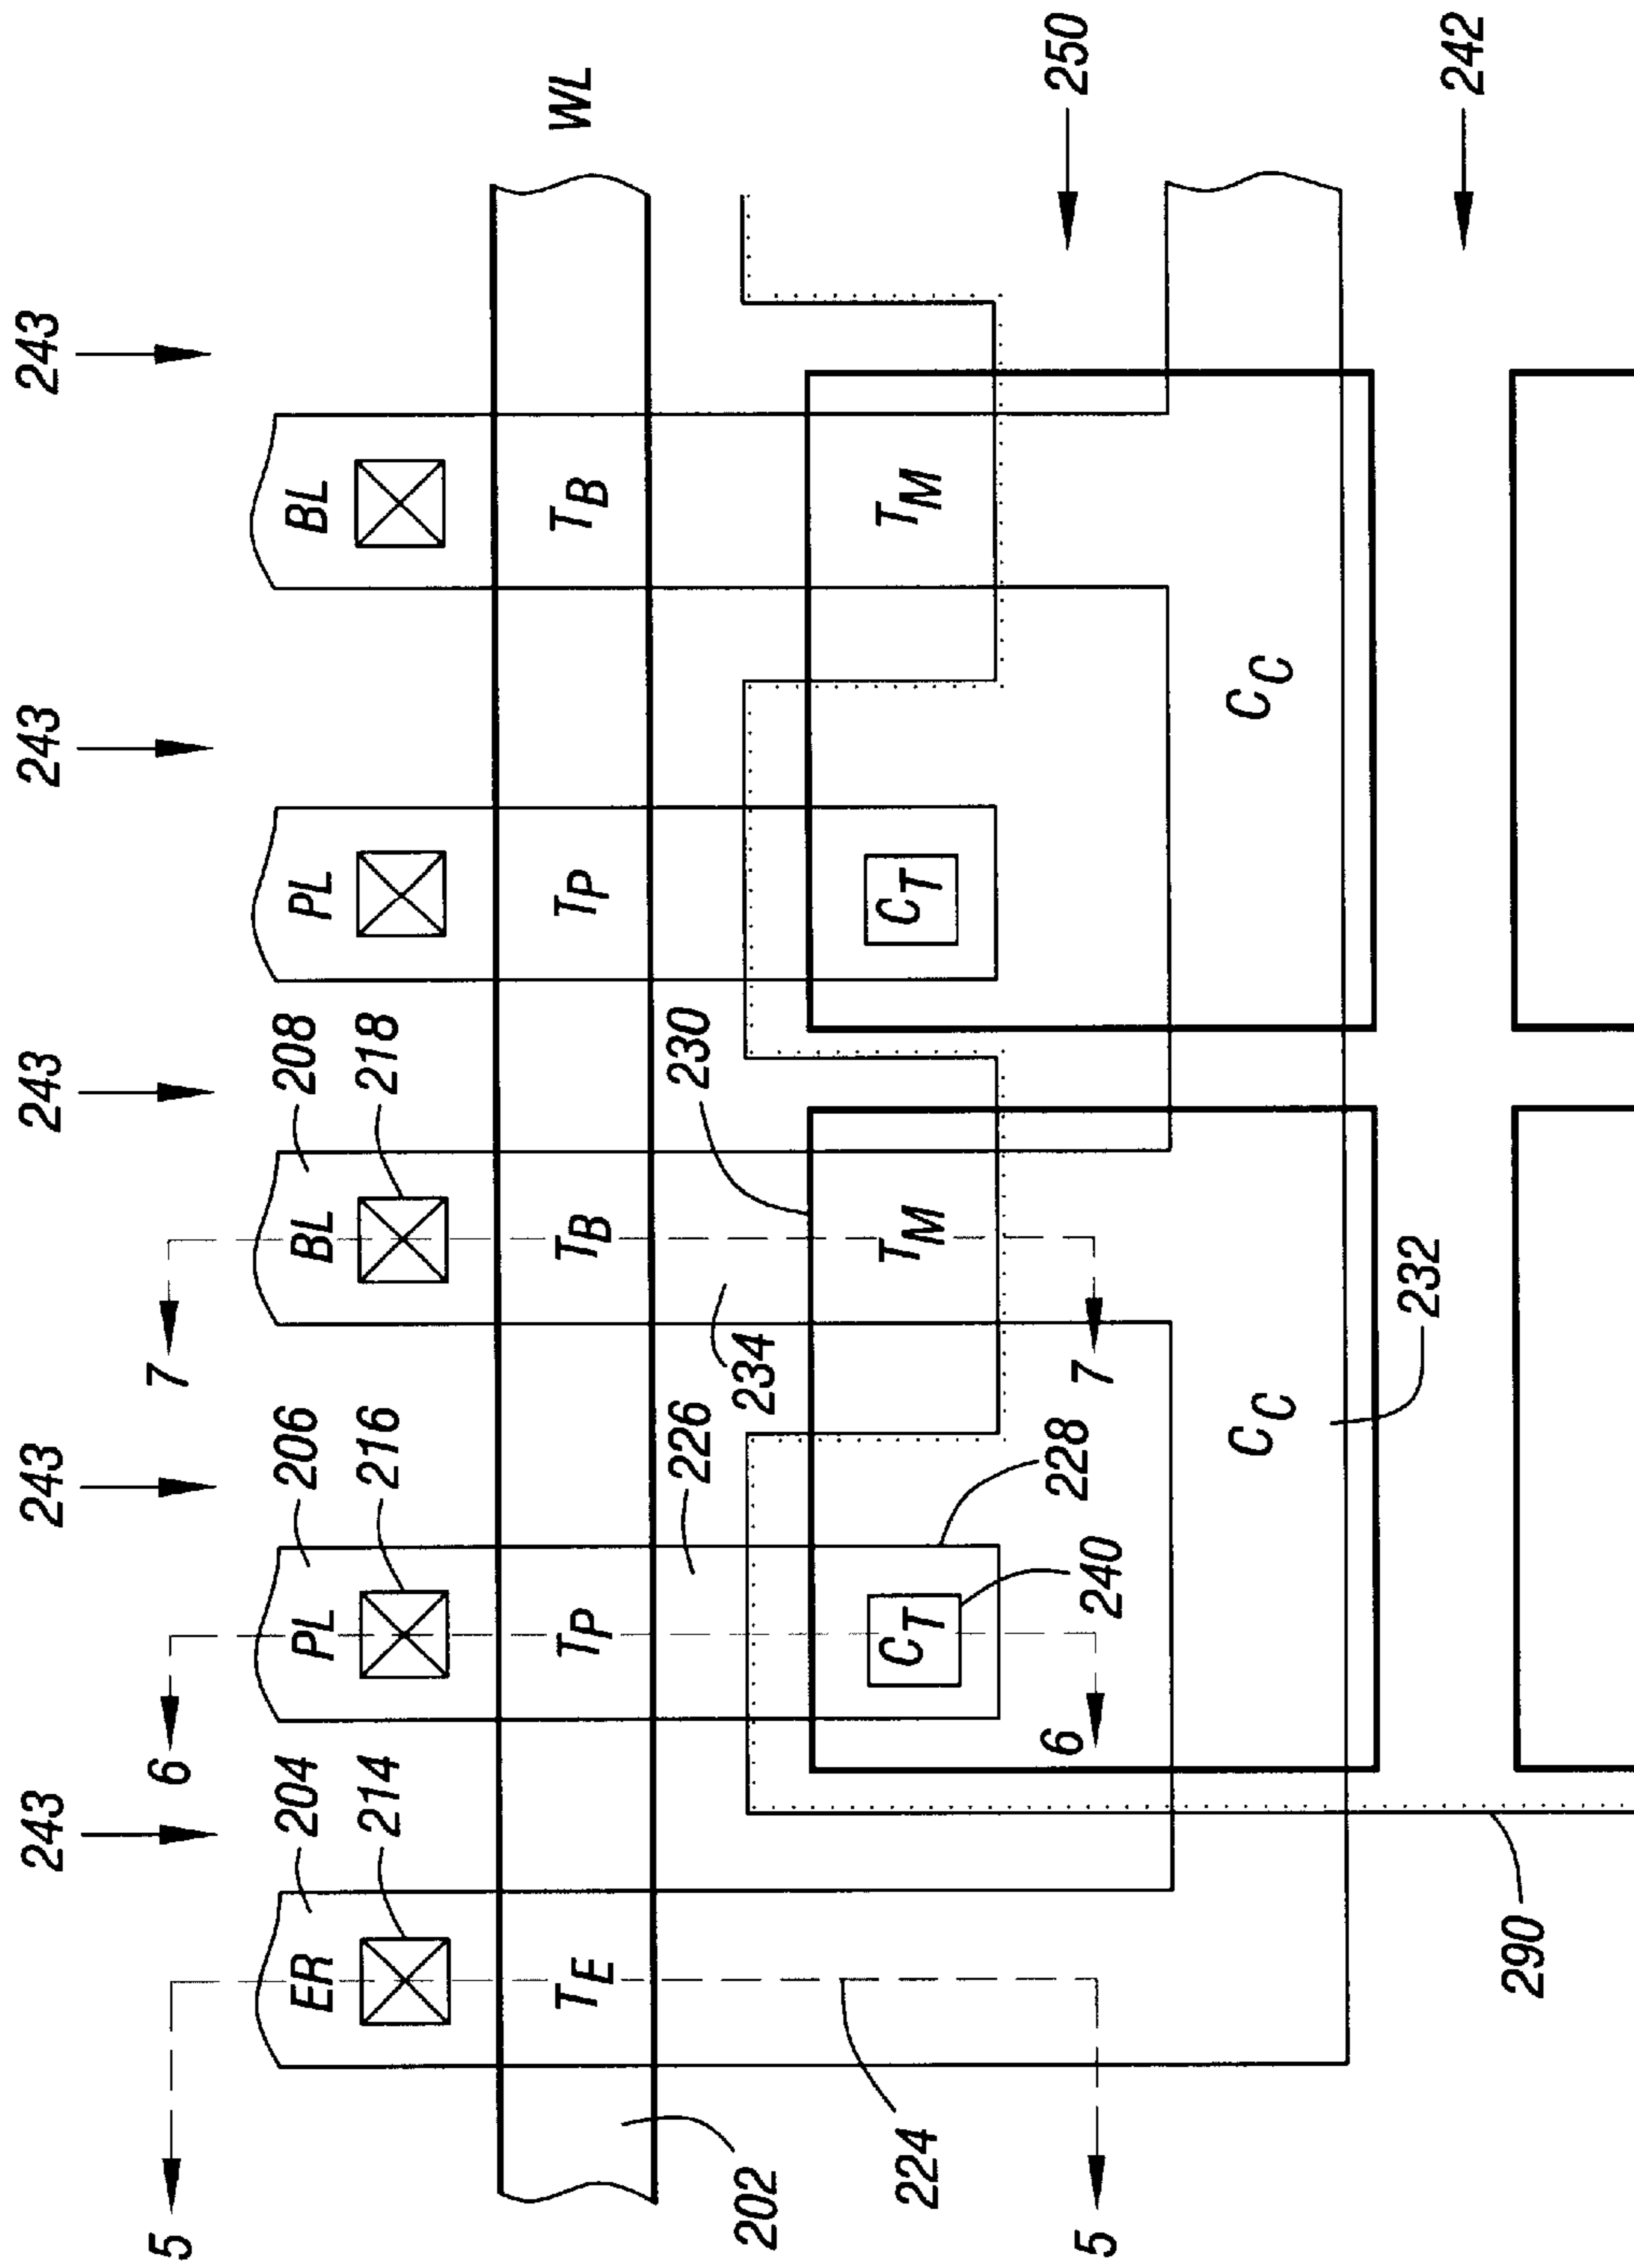 243 243 243 243 243
5 6 7
204 206 208
214 216 218
ER PL BL PL BL
WL
TE TP TB TP TB
202
226 234 230
CT TM CT TM
224
228
240
5 6 7
250
CC CC
232
242
290